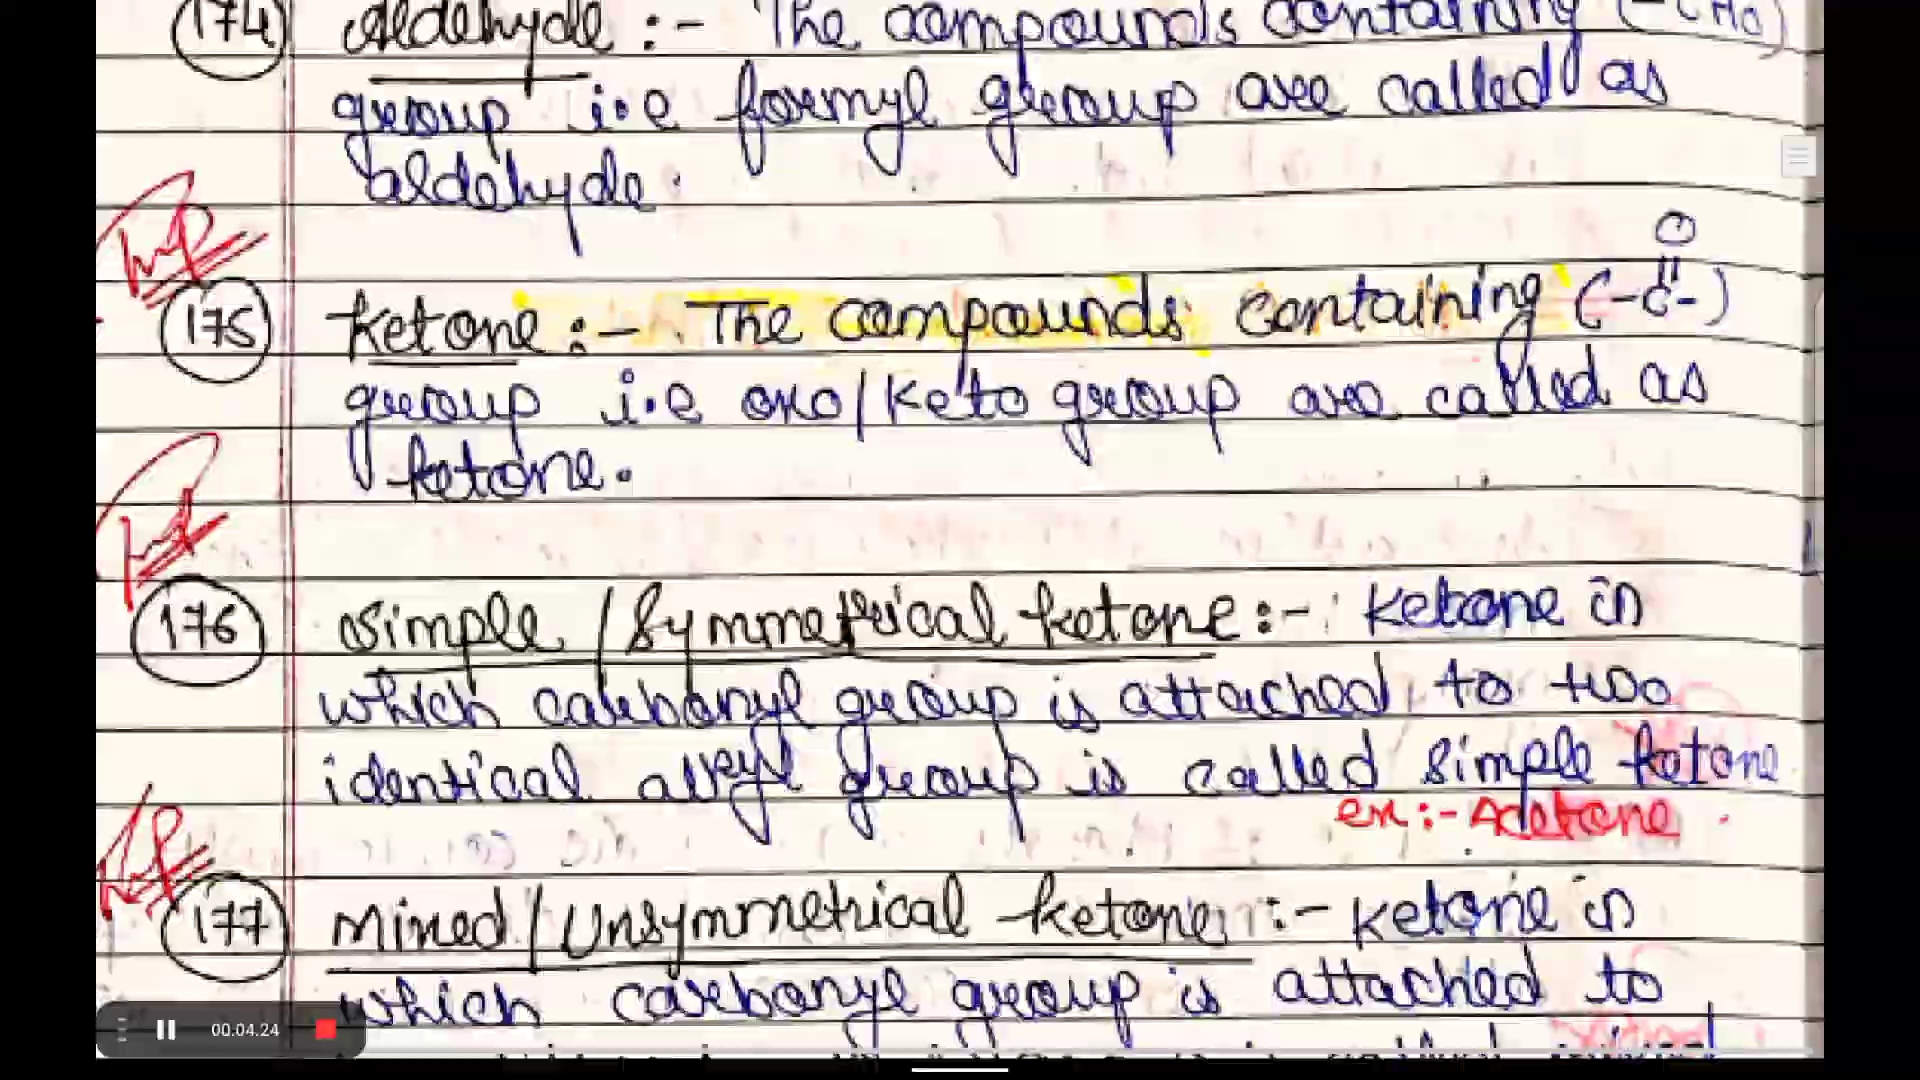 174 Aldehyde :- The compounds containing (-CHO)
group i.e formyl group are called as
aldehyde.
Imp
175 Ketone :- The compounds containing (-C-)
O
group i.e oxo/keto group are called as
ketone.
Imp
176 Simple/Symmetrical ketone :- Ketone in
which carbonyl group is attached to two
identical alkyl group is called simple ketone
ex :- Acetone
Imp
177 Mixed/Unsymmetrical ketone :- Ketone in
which carbonyl group is attached to
00.04.24